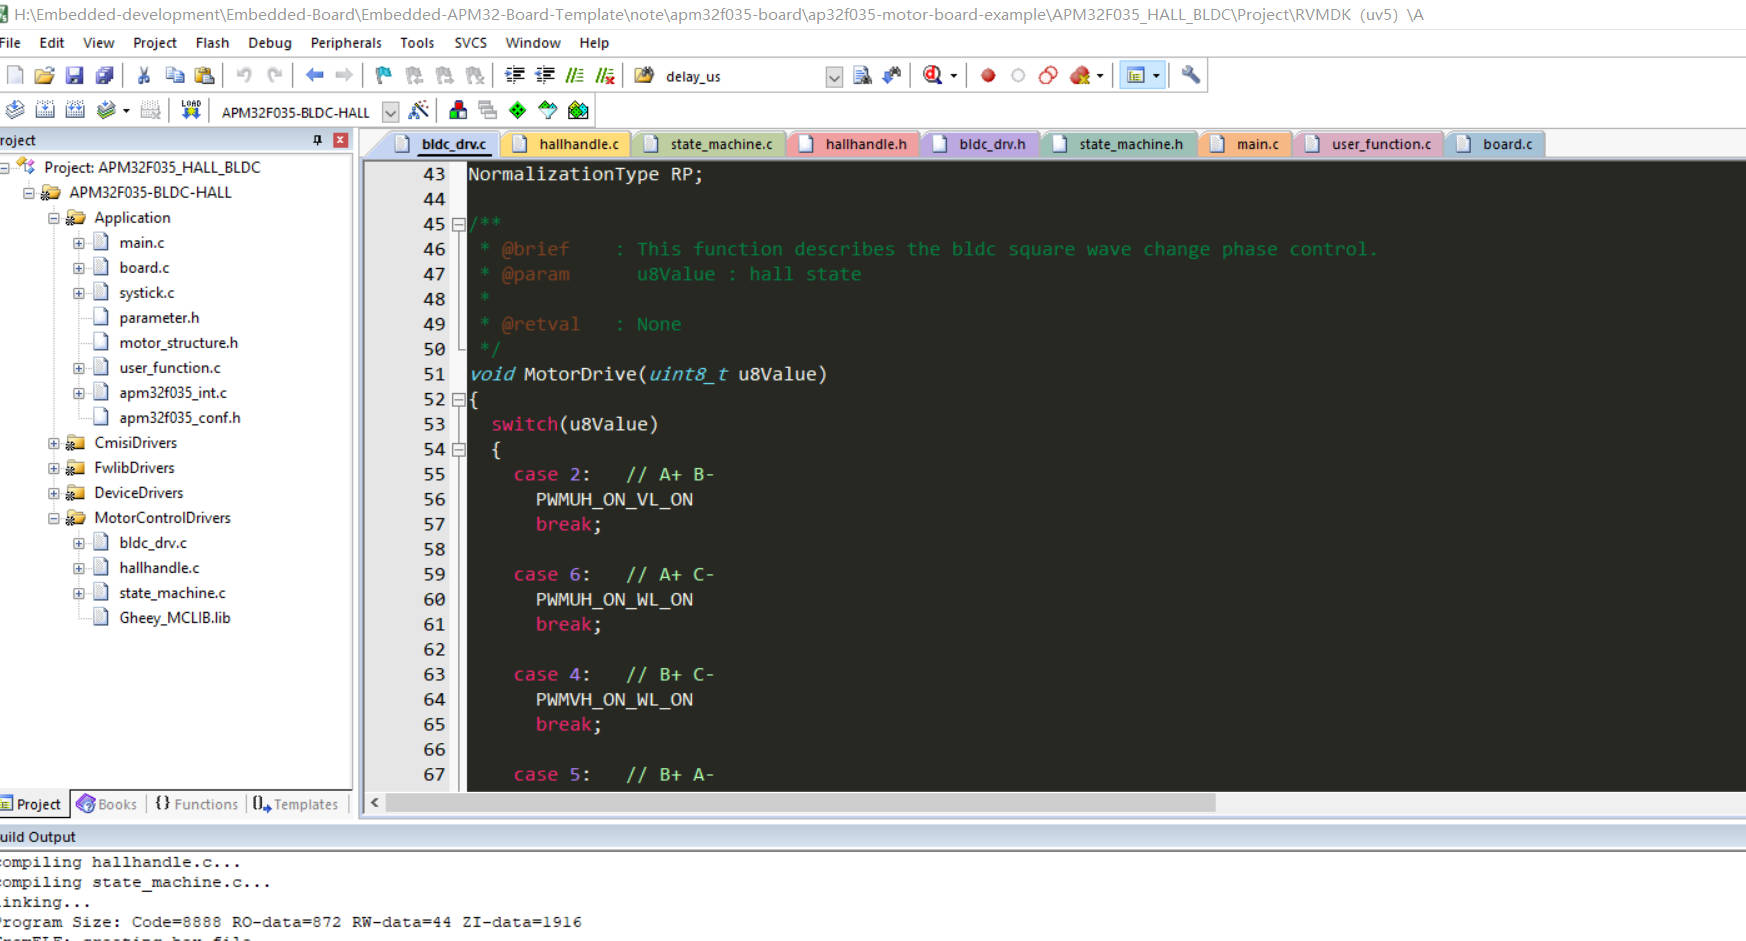 H:\Embedded-development\Embedded-Board\Embedded-APM32-Board-Template\note\apm32f035-board\ap32f035-motor-board-example\APM32F035_HALL_BLDC\Project\RVMDK (uv5) \A
File Edit View Project Flash Debug Peripherals Tools SVCS Window Help
delay_us
LOAD APM32F035-BLDC-HALL
roject
bldc_drv.c hallhandle.c state_machine.c hallhandle.h bldc_drv.h state_machine.h main.c user_function.c board.c
Project: APM32F035_HALL_BLDC
APM32F035-BLDC-HALL
Application
main.c
board.c
systick.c
parameter.h
motor_structure.h
user_function.c
apm32f035_int.c
apm32f035_conf.h
CmisiDrivers
FwlibDrivers
DeviceDrivers
MotorControlDrivers
bldc_drv.c
hallhandle.c
state_machine.c
Gheey_MCLIB.lib
Project Books {} Functions Templates
43 NormalizationType RP;
44
45 /**
46 * @brief : This function describes the bldc square wave change phase control.
47 * @param u8Value : hall state
48 *
49 * @retval : None
50 */
51 void MotorDrive(uint8_t u8Value)
52 {
53 switch(u8Value)
54 {
55 case 2: // A+ B-
56 PWMUH_ON_VL_ON
57 break;
58
59 case 6: // A+ C-
60 PWMUH_ON_WL_ON
61 break;
62
63 case 4: // B+ C-
64 PWMVH_ON_WL_ON
65 break;
66
67 case 5: // B+ A-
uild Output
compiling hallhandle.c...
compiling state_machine.c...
linking...
Program Size: Code=8888 RO-data=872 RW-data=44 ZI-data=1916